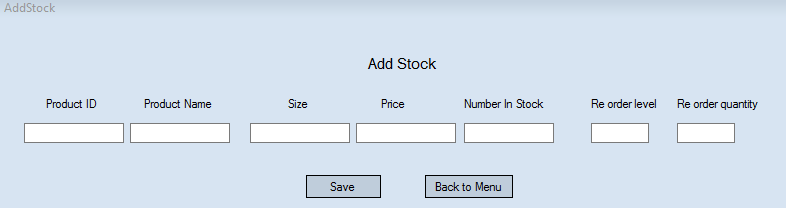 AddStock
Add Stock
Product ID Product Name Size Price Number In Stock Re order level Re order quantity
Save Back to Menu